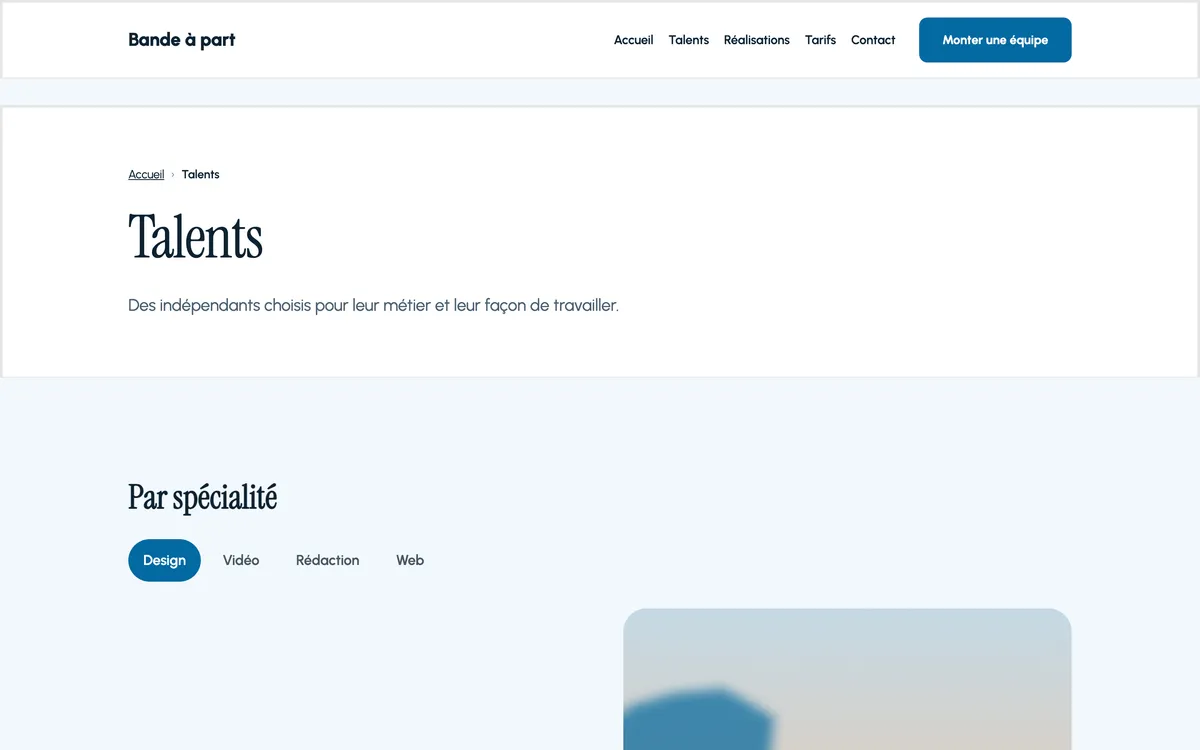 Bande à part
Accueil Talents Réalisations Tarifs Contact Monter une équipe
Accueil › Talents
Talents
Des indépendants choisis pour leur métier et leur façon de travailler.
Par spécialité
Design Vidéo Rédaction Web